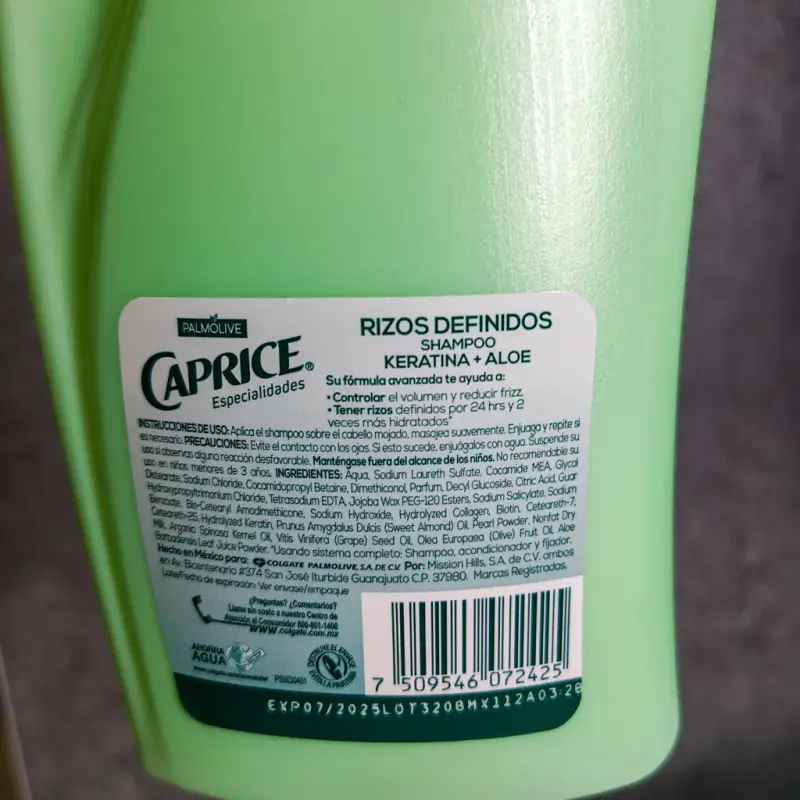 PALMOLIVE
CAPRICE®
Especialidades
RIZOS DEFINIDOS
SHAMPOO
KERATINA + ALOE
Su fórmula avanzada te ayuda a:
• Controlar el volumen y reducir frizz
• Tener rizos definidos por 24 hrs y 2
veces más hidratados*
INSTRUCCIONES DE USO: Aplica el shampoo sobre el cabello mojado, masajea suavemente. Enjuaga y repite si
es necesario. PRECAUCIONES: Evite el contacto con los ojos. Si esto sucede, enjuágalos con agua. Suspende su
uso si observas alguna reacción desfavorable. Manténgase fuera del alcance de los niños. No recomendable su
uso en niños menores de 3 años. INGREDIENTES: Aqua, Sodium Laureth Sulfate, Cocamide MEA, Glycol
Distearate, Sodium Chloride, Cocamidopropyl Betaine, Dimethiconol, Parfum, Decyl Glucoside, Citric Acid, Guar
Hydroxypropyltrimonium Chloride, Tetrasodium EDTA, Jojoba Wax PEG-120 Esters, Sodium Salicylate, Sodium
Benzoate, Bis-Cetearyl Amodimethicone, Sodium Hydroxide, Hydrolyzed Collagen, Biotin, Ceteareth-7,
Ceteareth-25, Hydrolyzed Keratin, Prunus Amygdalus Dulcis (Sweet Almond) Oil, Pearl Powder, Nonfat Dry
Milk, Argania Spinosa Kernel Oil, Vitis Vinifera (Grape) Seed Oil, Olea Europaea (Olive) Fruit Oil, Aloe
Barbadensis Leaf Juice Powder. *Usando sistema completo: Shampoo, acondicionador y fijador.
Hecho en México para: COLGATE PALMOLIVE, S.A. DE C.V. Por: Mission Hills, S.A. de C.V. ambos
en Av. Bicentenario #374 San José Iturbide Guanajuato C.P. 37980. Marcas Registradas.
Lote/Fecha de expiración: Ver envase/empaque
¿Preguntas? ¿Comentarios?
Llama sin costo a nuestro Centro de
Atención al Consumidor 800-001-1400
www.colgate.com.mx
AHORRA
AGUA
DESTRUYE EL ENVASE
EVITA LA PIRATERÍA
P50030401
7 509546 072425
EXP07/2025LOT3208MX112A03:28